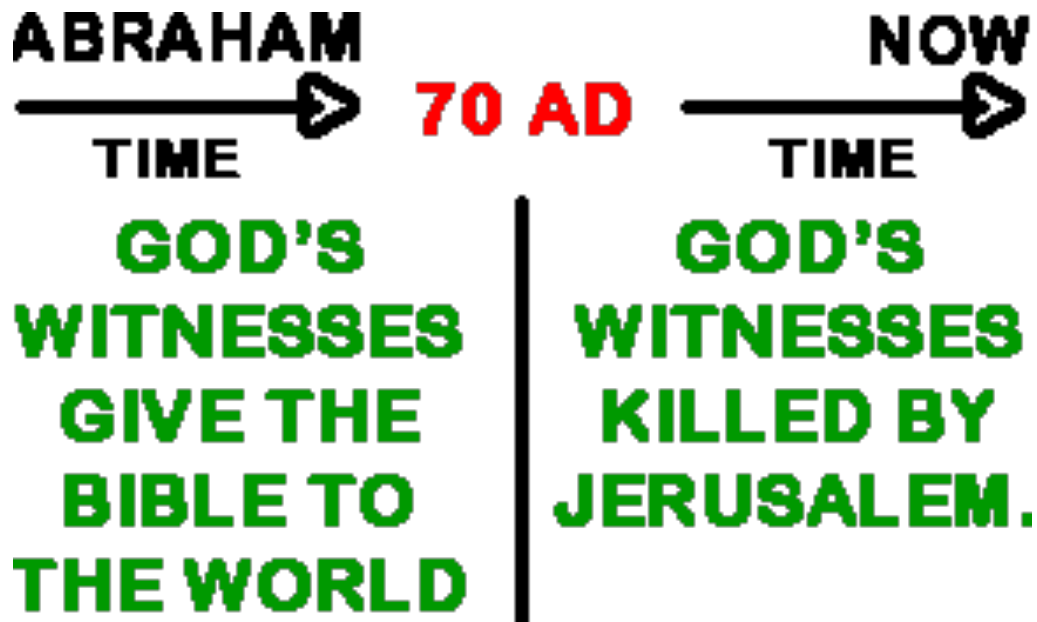 ABRAHAM
NOW
70 AD
TIME
TIME
GOD'S
WITNESSES
GIVE THE
BIBLE TO
THE WORLD
GOD'S
WITNESSES
KILLED BY
JERUSALEM.